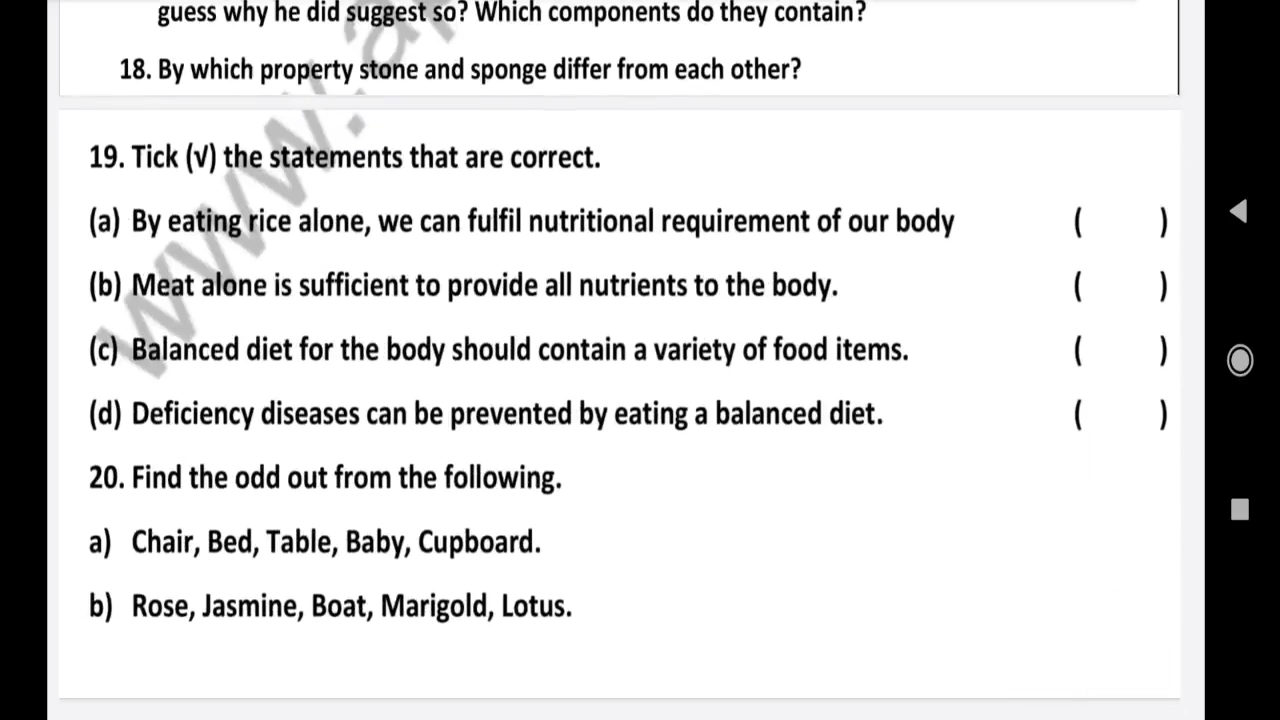 guess why he did suggest so? Which components do they contain?
18. By which property stone and sponge differ from each other?
19. Tick (√) the statements that are correct.
(a) By eating rice alone, we can fulfil nutritional requirement of our body ( )
(b) Meat alone is sufficient to provide all nutrients to the body. ( )
(c) Balanced diet for the body should contain a variety of food items. ( )
(d) Deficiency diseases can be prevented by eating a balanced diet. ( )
20. Find the odd out from the following.
a) Chair, Bed, Table, Baby, Cupboard.
b) Rose, Jasmine, Boat, Marigold, Lotus.
www.ap